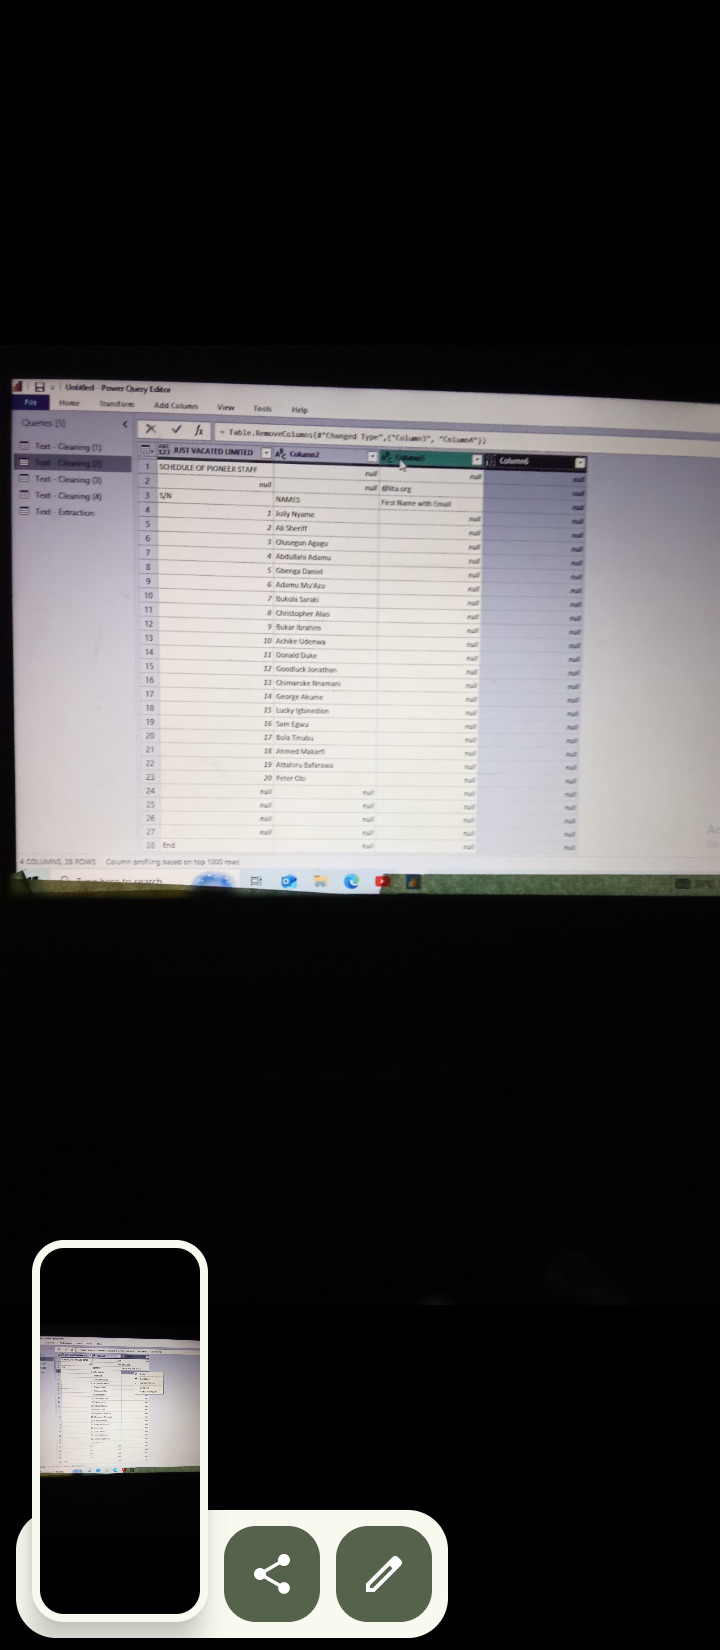 Untitled - Power Query Editor
File Home Transform Add Column View Tools Help
Queries [5]
Text - Cleaning (1)
Text - Cleaning (2)
Text - Cleaning (3)
Text - Cleaning (4)
Text - Extraction
= Table.RemoveColumns(#"Changed Type",{"Column3", "Column4"})
JUST VACATED LIMITED Column2 Column5 Column6
1 SCHEDULE OF PIONEER STAFF null null null
2 null null @lita.org null
3 S/N NAMES First Name with Email null
4 1 Jolly Nyame null null
5 2 Ali Sheriff null null
6 3 Olusegun Agagu null null
7 4 Abdullahi Adamu null null
8 5 Gbenga Daniel null null
9 6 Adamu Mu'Azu null null
10 7 Bukola Saraki null null
11 8 Christopher Alao null null
12 9 Bukar Ibrahim null null
13 10 Achike Udenwa null null
14 11 Donald Duke null null
15 12 Goodluck Jonathan null null
16 13 Chimaroke Nnamani null null
17 14 George Akume null null
18 15 Lucky Igbinedion null null
19 16 Sam Egwu null null
20 17 Bola Tinubu null null
21 18 Ahmed Makarfi null null
22 19 Attahiru Bafarawa null null
23 20 Peter Obi null null
24 null null null null
25 null null null null
26 null null null null
27 null null null null
28 End null null null
4 COLUMNS, 28 ROWS Column profiling based on top 1000 rows
Type here to search